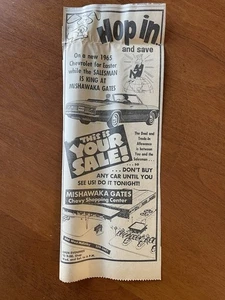 Hop in
and save
On a new 1965
Chevrolet for Easter
while the SALESMAN
IS KING AT
MISHAWAKA GATES
THIS IS
YOUR
SALE!
The Deal and
Trade-in
Allowance
is between
You and the
Salesman . . .
. . . DON'T BUY
ANY CAR UNTIL YOU
SEE US! DO IT TONIGHT!
MISHAWAKA GATES
Chevy Shopping Center